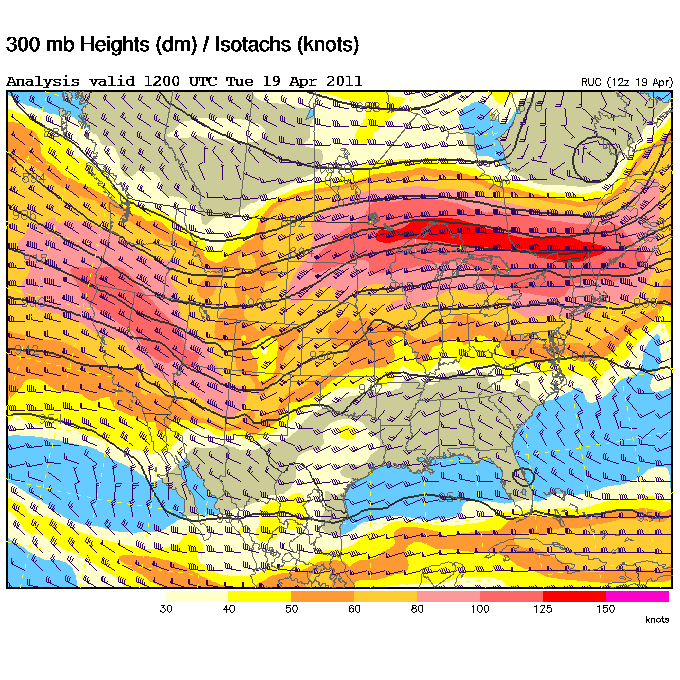 300 mb Heights (dm) / Isotachs (knots)
Analysis valid 1200 UTC Tue 19 Apr 2011
RUC (12z 19 Apr)
30 40 50 60 80 100 125 150
knots